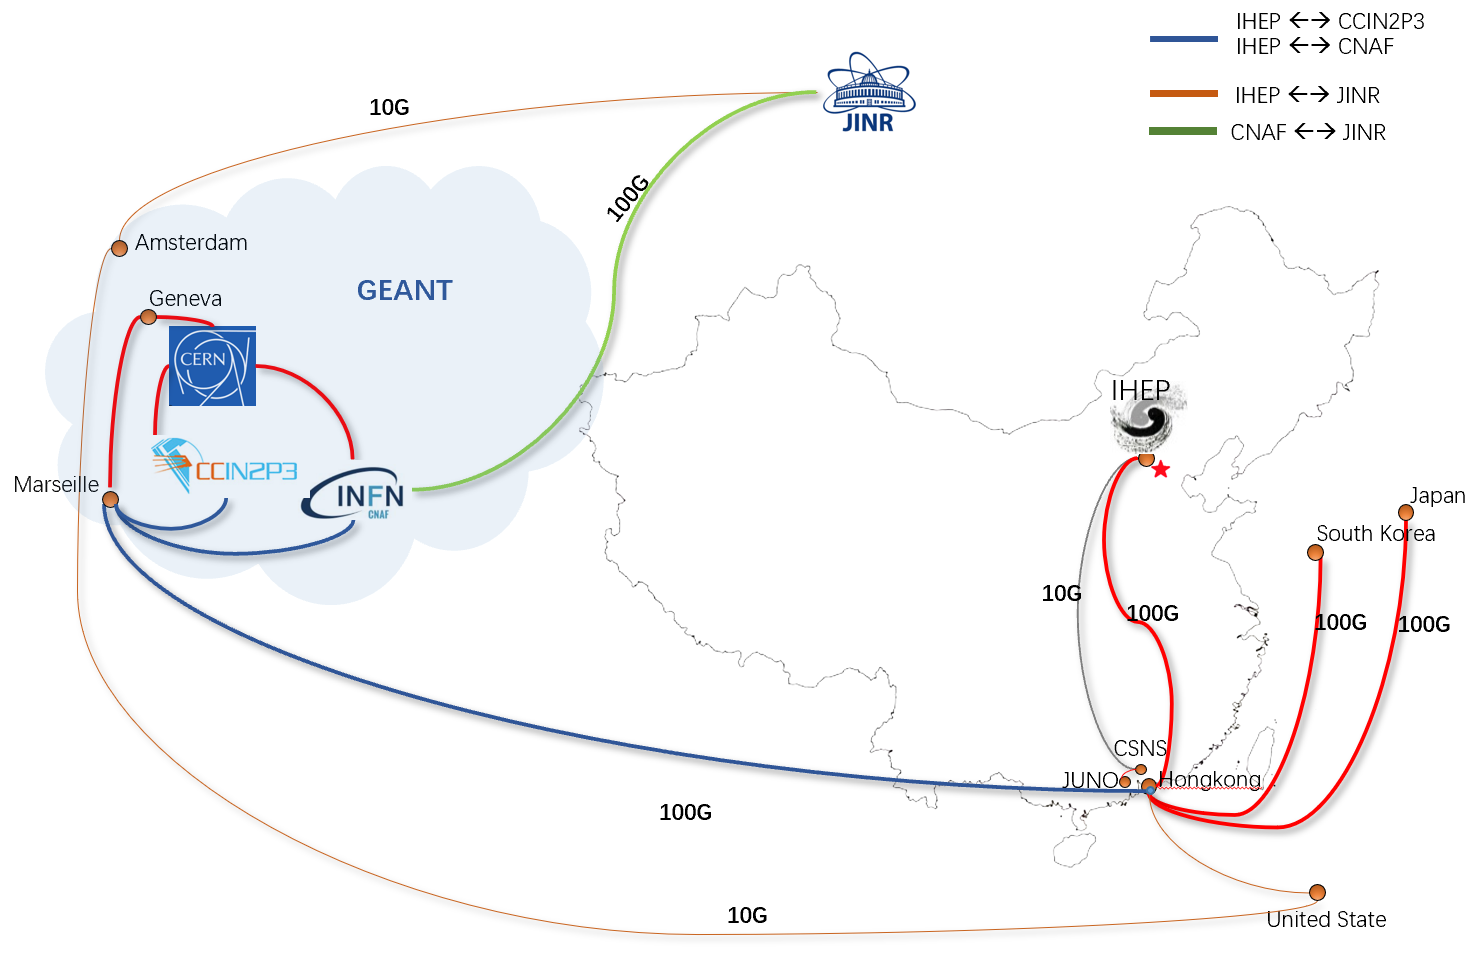 IHEP ←→ CCIN2P3
IHEP ←→ CNAF
IHEP ←→ JINR
CNAF ←→ JINR
10G
JINR
100G
Amsterdam
GEANT
Geneva
CERN
IHEP
CCIN2P3
Marseille
INFN
CNAF
Japan
South Korea
10G
100G
100G
100G
CSNS
JUNO
Hongkong
100G
10G
United State